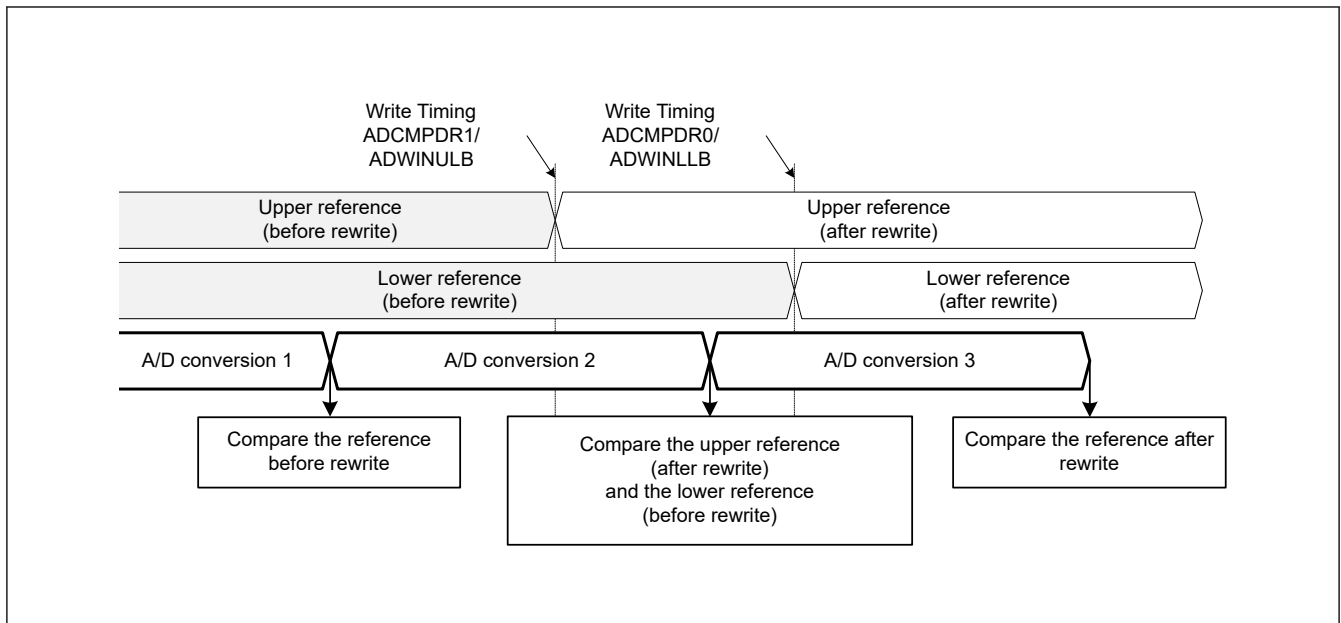 Write Timing
ADCMPDR1/
ADWINULB
Write Timing
ADCMPDR0/
ADWINLLB
Upper reference
(before rewrite)
Upper reference
(after rewrite)
Lower reference
(before rewrite)
Lower reference
(after rewrite)
A/D conversion 1
A/D conversion 2
A/D conversion 3
Compare the reference
before rewrite
Compare the upper reference
(after rewrite)
and the lower reference
(before rewrite)
Compare the reference after
rewrite